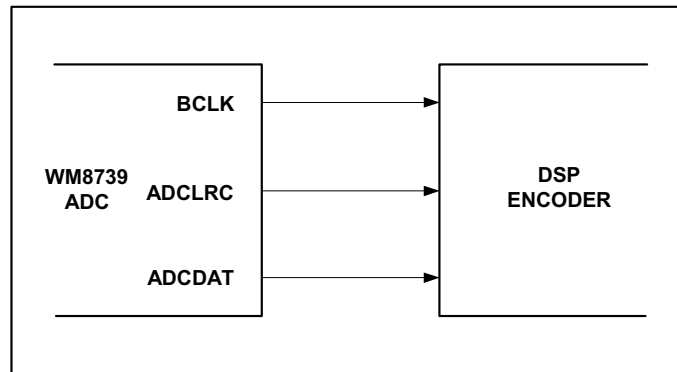 BCLK
WM8739
ADC
ADCLRC
ADCDAT
DSP
ENCODER